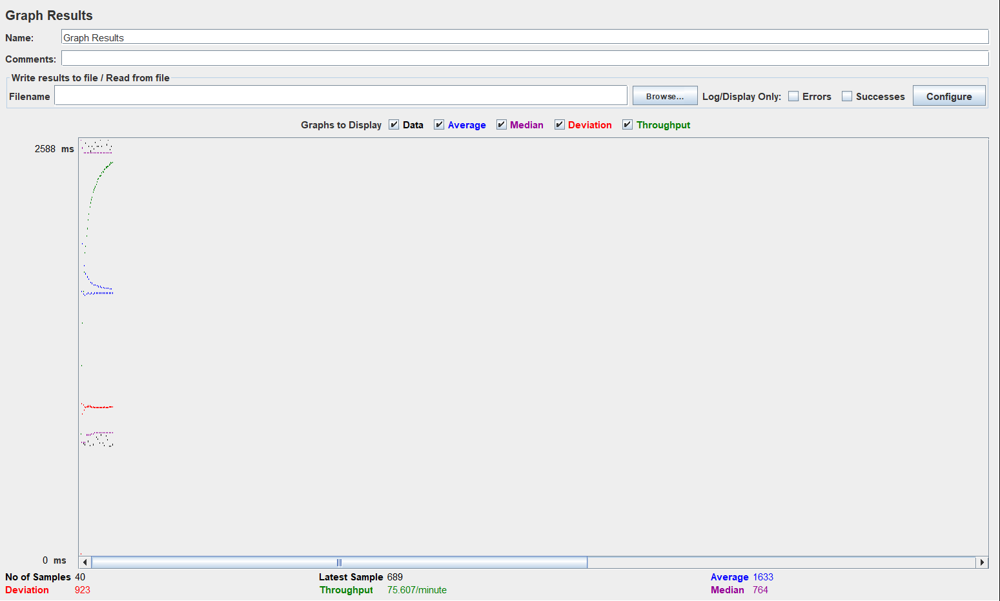 Graph Results
Name: Graph Results
Comments:
Write results to file / Read from file
Filename Browse... Log/Display Only: Errors Successes Configure
Graphs to Display Data Average Median Deviation Throughput
2588 ms
0 ms
No of Samples 40 Latest Sample 689 Average 1633
Deviation 923 Throughput 75.607/minute Median 764